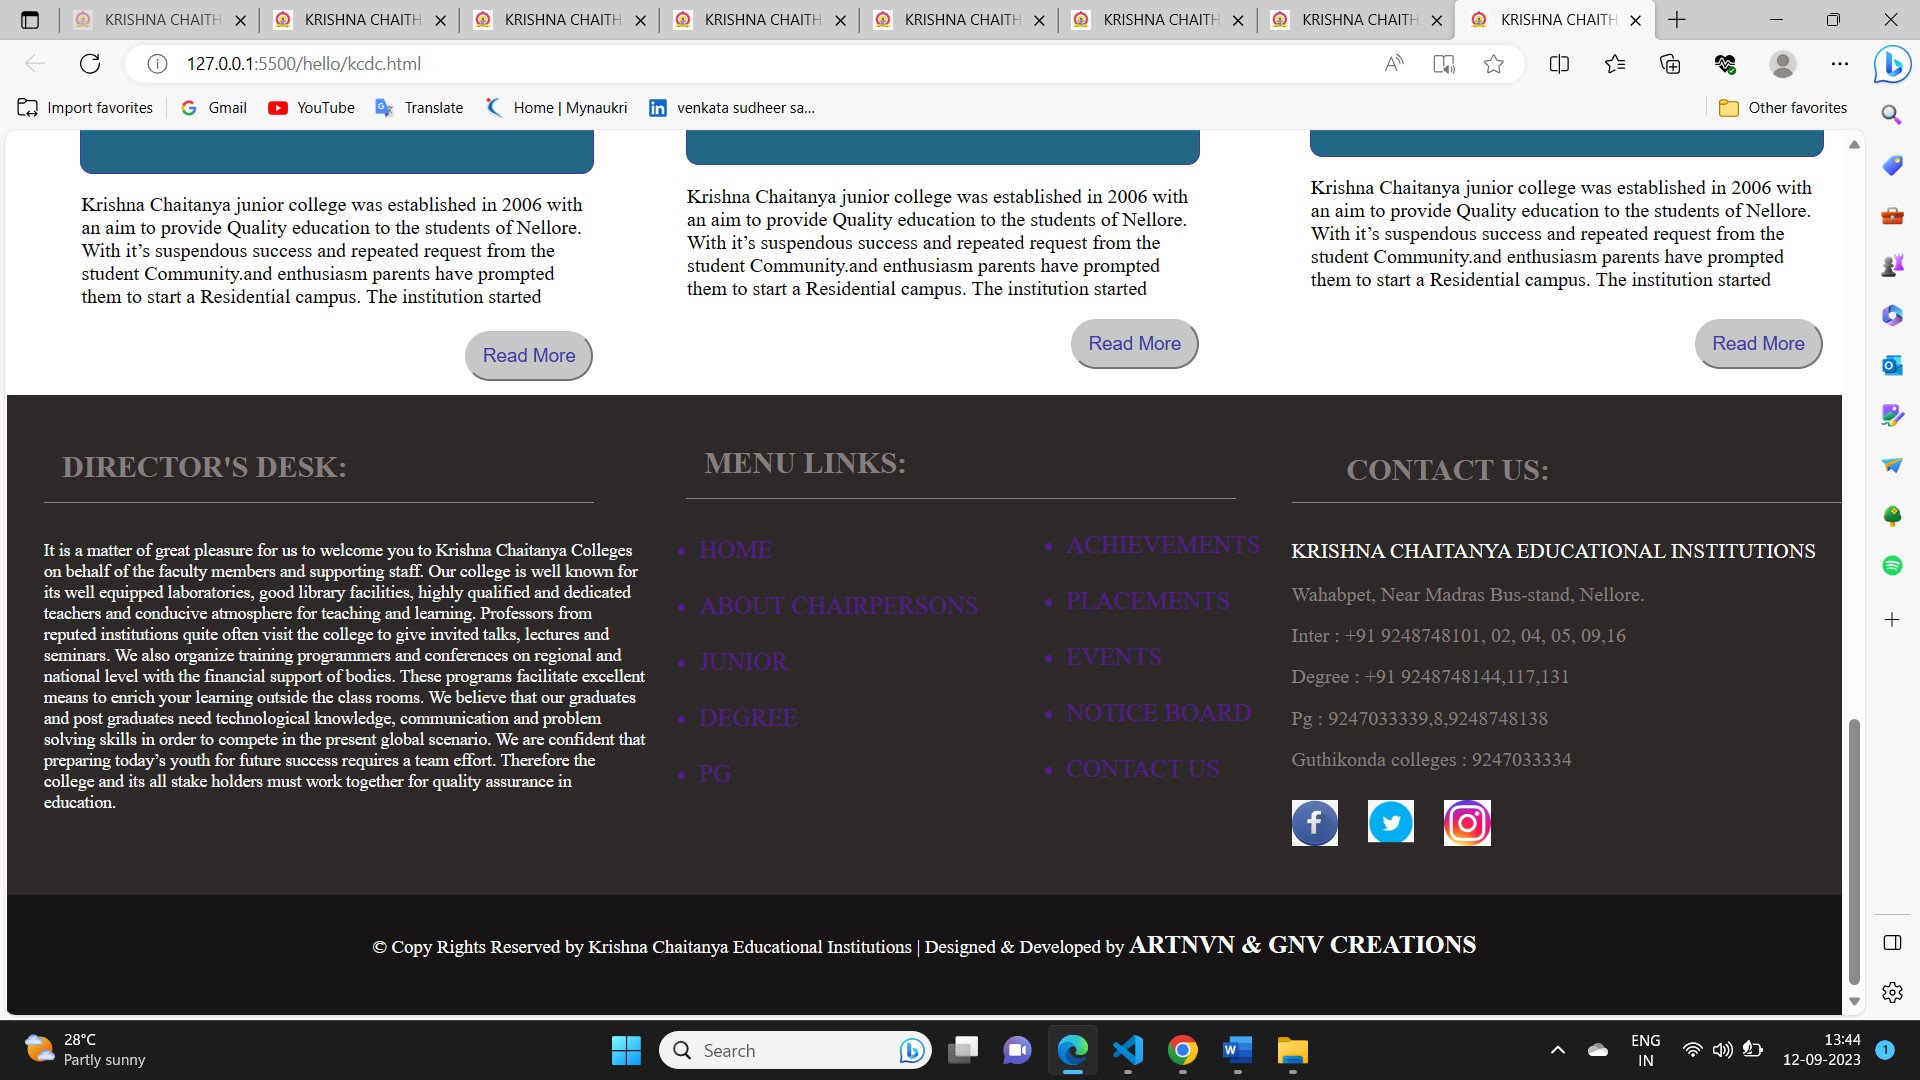 KRISHNA CHAITH
KRISHNA CHAITH
KRISHNA CHAITH
KRISHNA CHAITH
KRISHNA CHAITH
KRISHNA CHAITH
KRISHNA CHAITH
KRISHNA CHAITH
127.0.0.1:5500/hello/kcdc.html
Import favorites
Gmail
YouTube
Translate
Home | Mynaukri
venkata sudheer sa...
Other favorites
Krishna Chaitanya junior college was established in 2006 with
an aim to provide Quality education to the students of Nellore.
With it’s suspendous success and repeated request from the
student Community.and enthusiasm parents have prompted
them to start a Residential campus. The institution started
Read More
Krishna Chaitanya junior college was established in 2006 with
an aim to provide Quality education to the students of Nellore.
With it’s suspendous success and repeated request from the
student Community.and enthusiasm parents have prompted
them to start a Residential campus. The institution started
Read More
Krishna Chaitanya junior college was established in 2006 with
an aim to provide Quality education to the students of Nellore.
With it’s suspendous success and repeated request from the
student Community.and enthusiasm parents have prompted
them to start a Residential campus. The institution started
Read More
DIRECTOR'S DESK:
It is a matter of great pleasure for us to welcome you to Krishna Chaitanya Colleges
on behalf of the faculty members and supporting staff. Our college is well known for
its well equipped laboratories, good library facilities, highly qualified and dedicated
teachers and conducive atmosphere for teaching and learning. Professors from
reputed institutions quite often visit the college to give invited talks, lectures and
seminars. We also organize training programmers and conferences on regional and
national level with the financial support of bodies. These programs facilitate excellent
means to enrich your learning outside the class rooms. We believe that our graduates
and post graduates need technological knowledge, communication and problem
solving skills in order to compete in the present global scenario. We are confident that
preparing today’s youth for future success requires a team effort. Therefore the
college and its all stake holders must work together for quality assurance in
education.
MENU LINKS:
HOME
ABOUT CHAIRPERSONS
JUNIOR
DEGREE
PG
ACHIEVEMENTS
PLACEMENTS
EVENTS
NOTICE BOARD
CONTACT US
CONTACT US:
KRISHNA CHAITANYA EDUCATIONAL INSTITUTIONS
Wahabpet, Near Madras Bus-stand, Nellore.
Inter : +91 9248748101, 02, 04, 05, 09,16
Degree : +91 9248748144,117,131
Pg : 9247033339,8,9248748138
Guthikonda colleges : 9247033334
© Copy Rights Reserved by Krishna Chaitanya Educational Institutions | Designed & Developed by ARTNVN & GNV CREATIONS
28°C
Partly sunny
Search
ENG
IN
13:44
12-09-2023
1